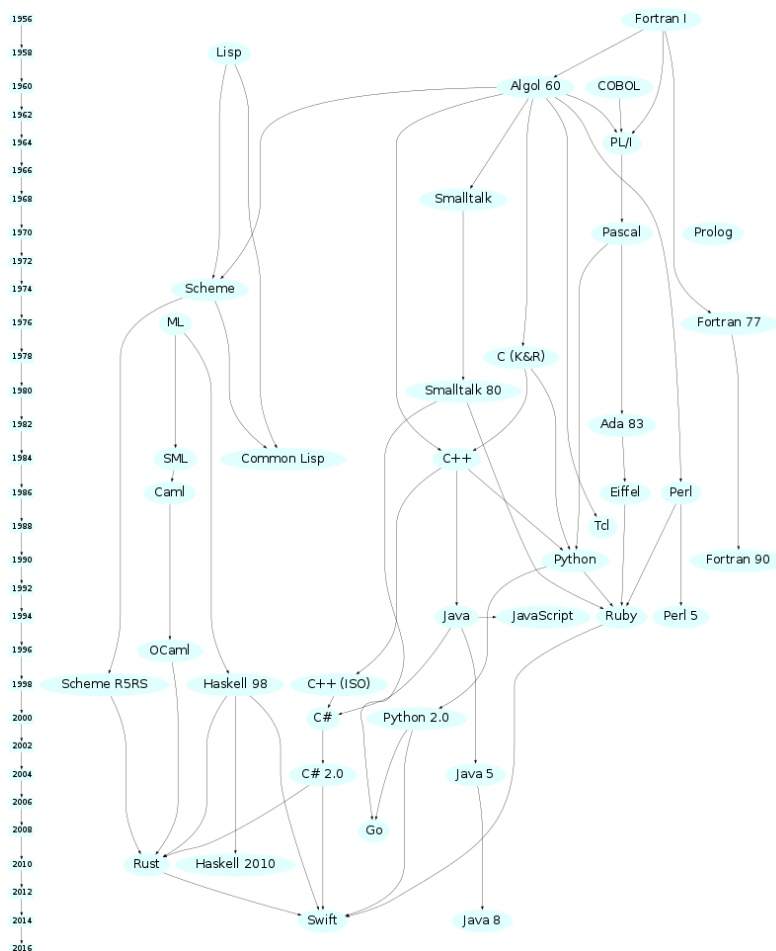 1956
Fortran I
1958
Lisp
1960
Algol 60
COBOL
1962
1964
PL/I
1966
1968
Smalltalk
1970
Pascal
Prolog
1972
1974
Scheme
1976
ML
Fortran 77
1978
C (K&R)
1980
Smalltalk 80
1982
Ada 83
1984
SML
Common Lisp
C++
1986
Caml
Eiffel
Perl
1988
Tcl
1990
Python
Fortran 90
1992
1994
Java
JavaScript
Ruby
Perl 5
1996
OCaml
1998
Scheme R5RS
Haskell 98
C++ (ISO)
2000
C#
Python 2.0
2002
2004
C# 2.0
Java 5
2006
2008
Go
2010
Rust
Haskell 2010
2012
2014
Swift
Java 8
2016